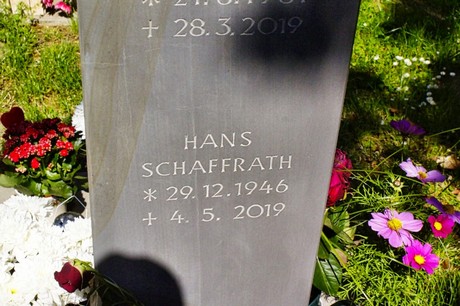 ✝ 28.3.2019
HANS
SCHAFFRATH
* 29.12.1946
✝ 4.5.2019